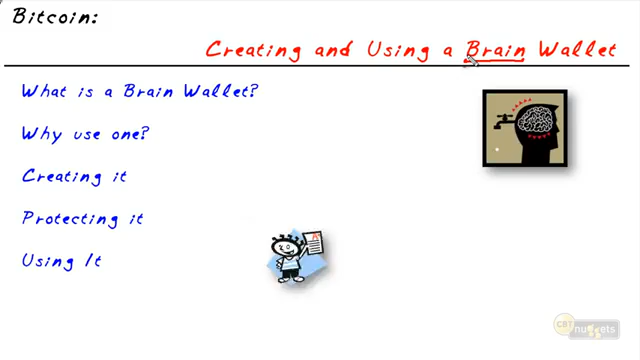 Bitcoin:
Creating and Using a Brain Wallet
What is a Brain Wallet?
Why use one?
Creating it
Protecting it
Using It
A+
CBT nuggets